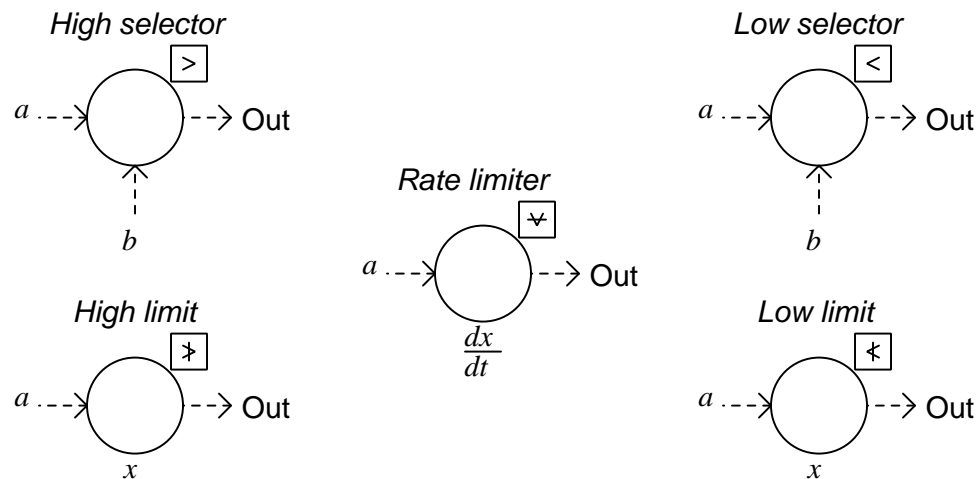 High selector
>
a Out
b
Low selector
<
a Out
b
Rate limiter
a Out
dx
dt
High limit
≯
a Out
x
Low limit
≮
a Out
x